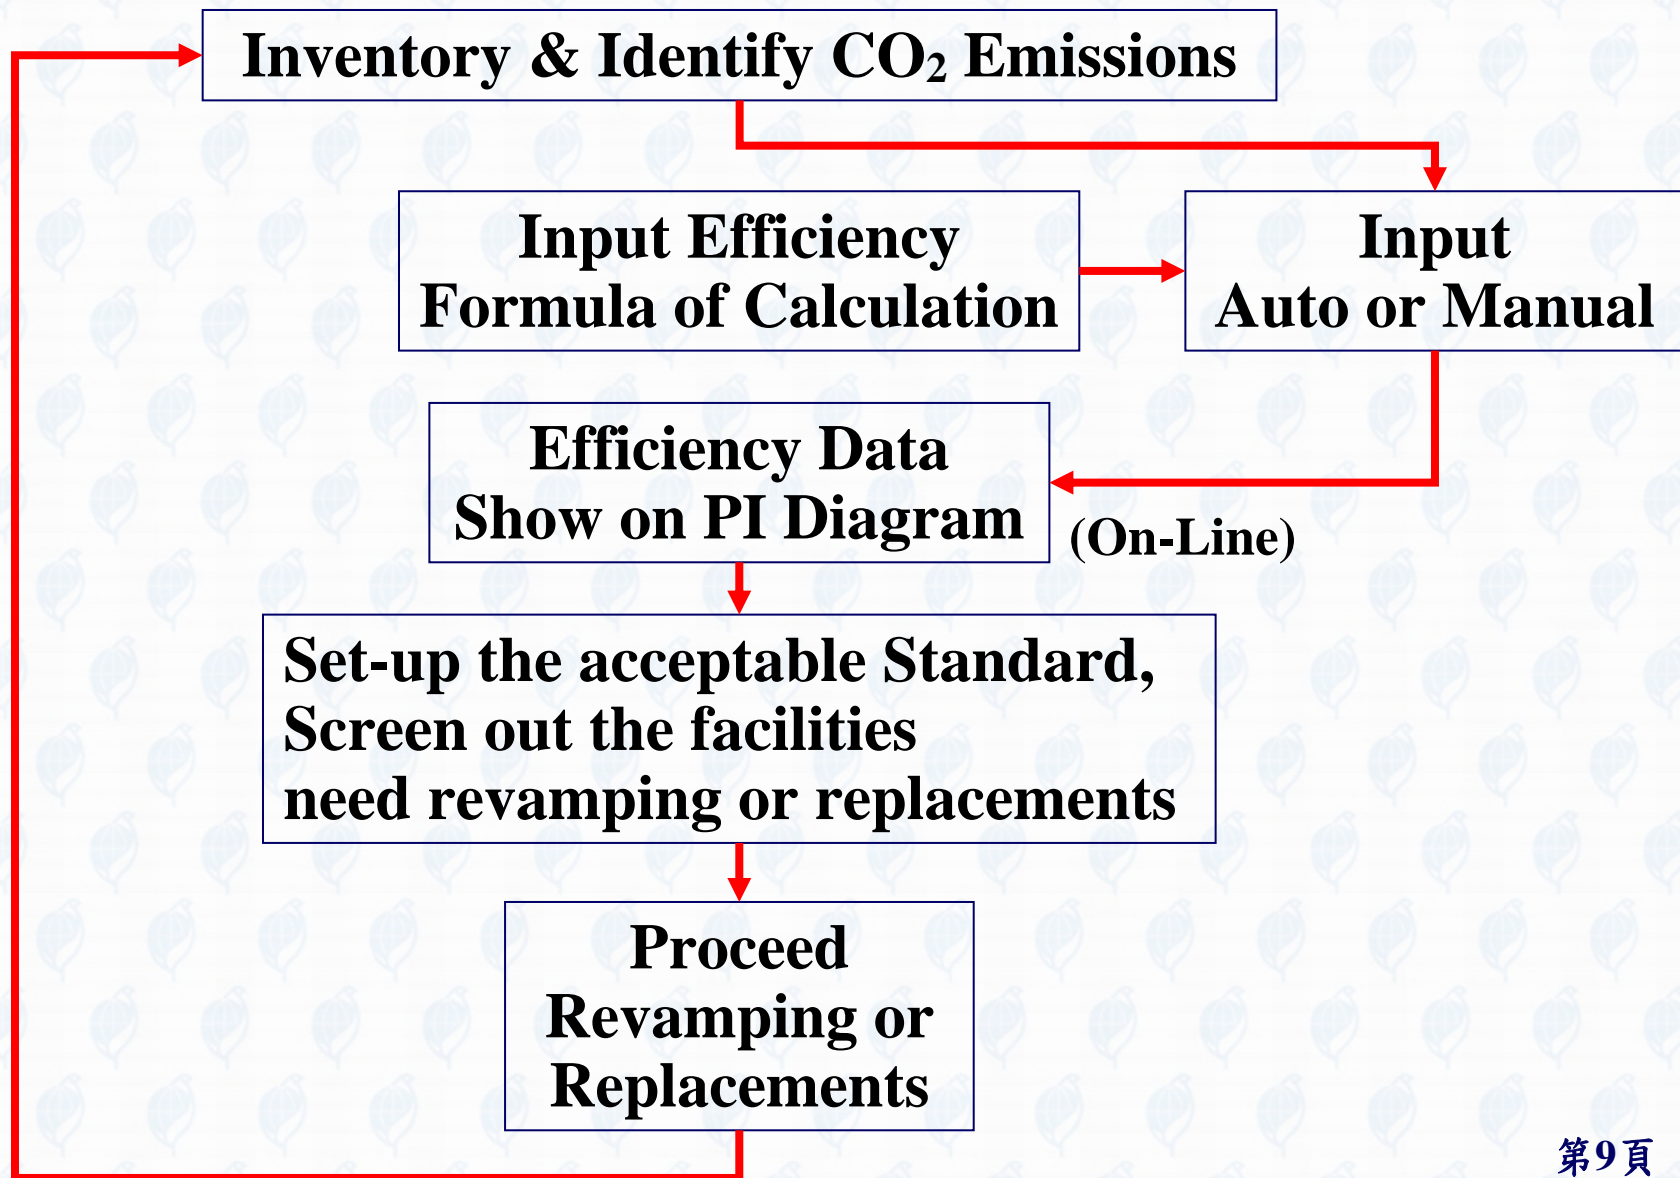 Inventory & Identify CO₂ Emissions
Input Efficiency
Formula of Calculation
Input
Auto or Manual
Efficiency Data
Show on PI Diagram
(On-Line)
Set-up the acceptable Standard,
Screen out the facilities
need revamping or replacements
Proceed
Revamping or
Replacements
第9頁